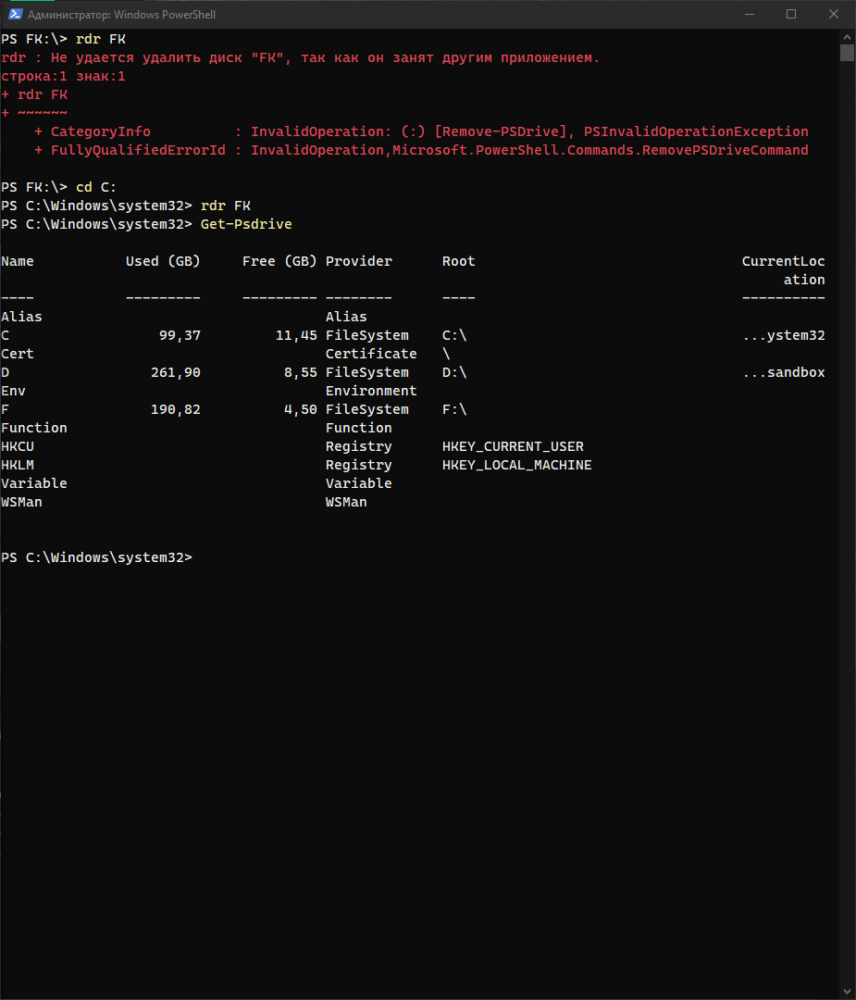 Администратор: Windows PowerShell
PS FK:\> rdr FK
rdr : Не удается удалить диск "FK", так как он занят другим приложением.
строка:1 знак:1
+ rdr FK
+ ~~~~~~
    + CategoryInfo          : InvalidOperation: (:) [Remove-PSDrive], PSInvalidOperationException
    + FullyQualifiedErrorId : InvalidOperation,Microsoft.PowerShell.Commands.RemovePSDriveCommand
PS FK:\> cd C:
PS C:\Windows\system32> rdr FK
PS C:\Windows\system32> Get-Psdrive
Name           Used (GB)     Free (GB) Provider      Root                                CurrentLoc
                                                                                              ation
----           ---------     --------- --------      ----                                ----------
Alias                                  Alias
C                  99,37         11,45 FileSystem    C:\                                 ...ystem32
Cert                                   Certificate   \
D                 261,90          8,55 FileSystem    D:\                                 ...sandbox
Env                                    Environment
F                 190,82          4,50 FileSystem    F:\
Function                               Function
HKCU                                   Registry      HKEY_CURRENT_USER
HKLM                                   Registry      HKEY_LOCAL_MACHINE
Variable                               Variable
WSMan                                  WSMan
PS C:\Windows\system32>